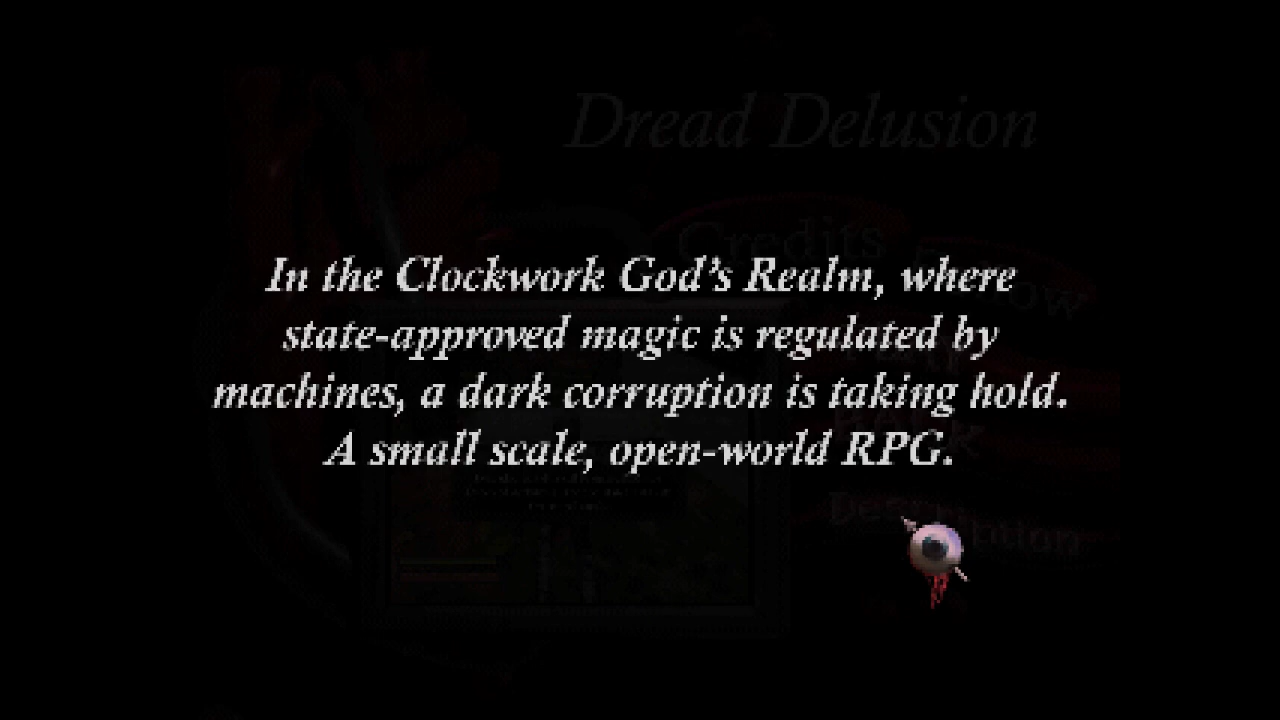 Dread Delusion
Credits
In the Clockwork God's Realm, where
state-approved magic is regulated by
machines, a dark corruption is taking hold.
A small scale, open-world RPG.
Description